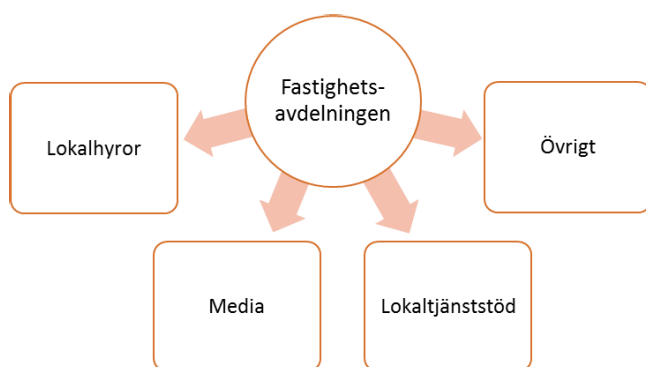 Fastighets-
avdelningen
Lokalhyror
Övrigt
Media
Lokaltjänststöd